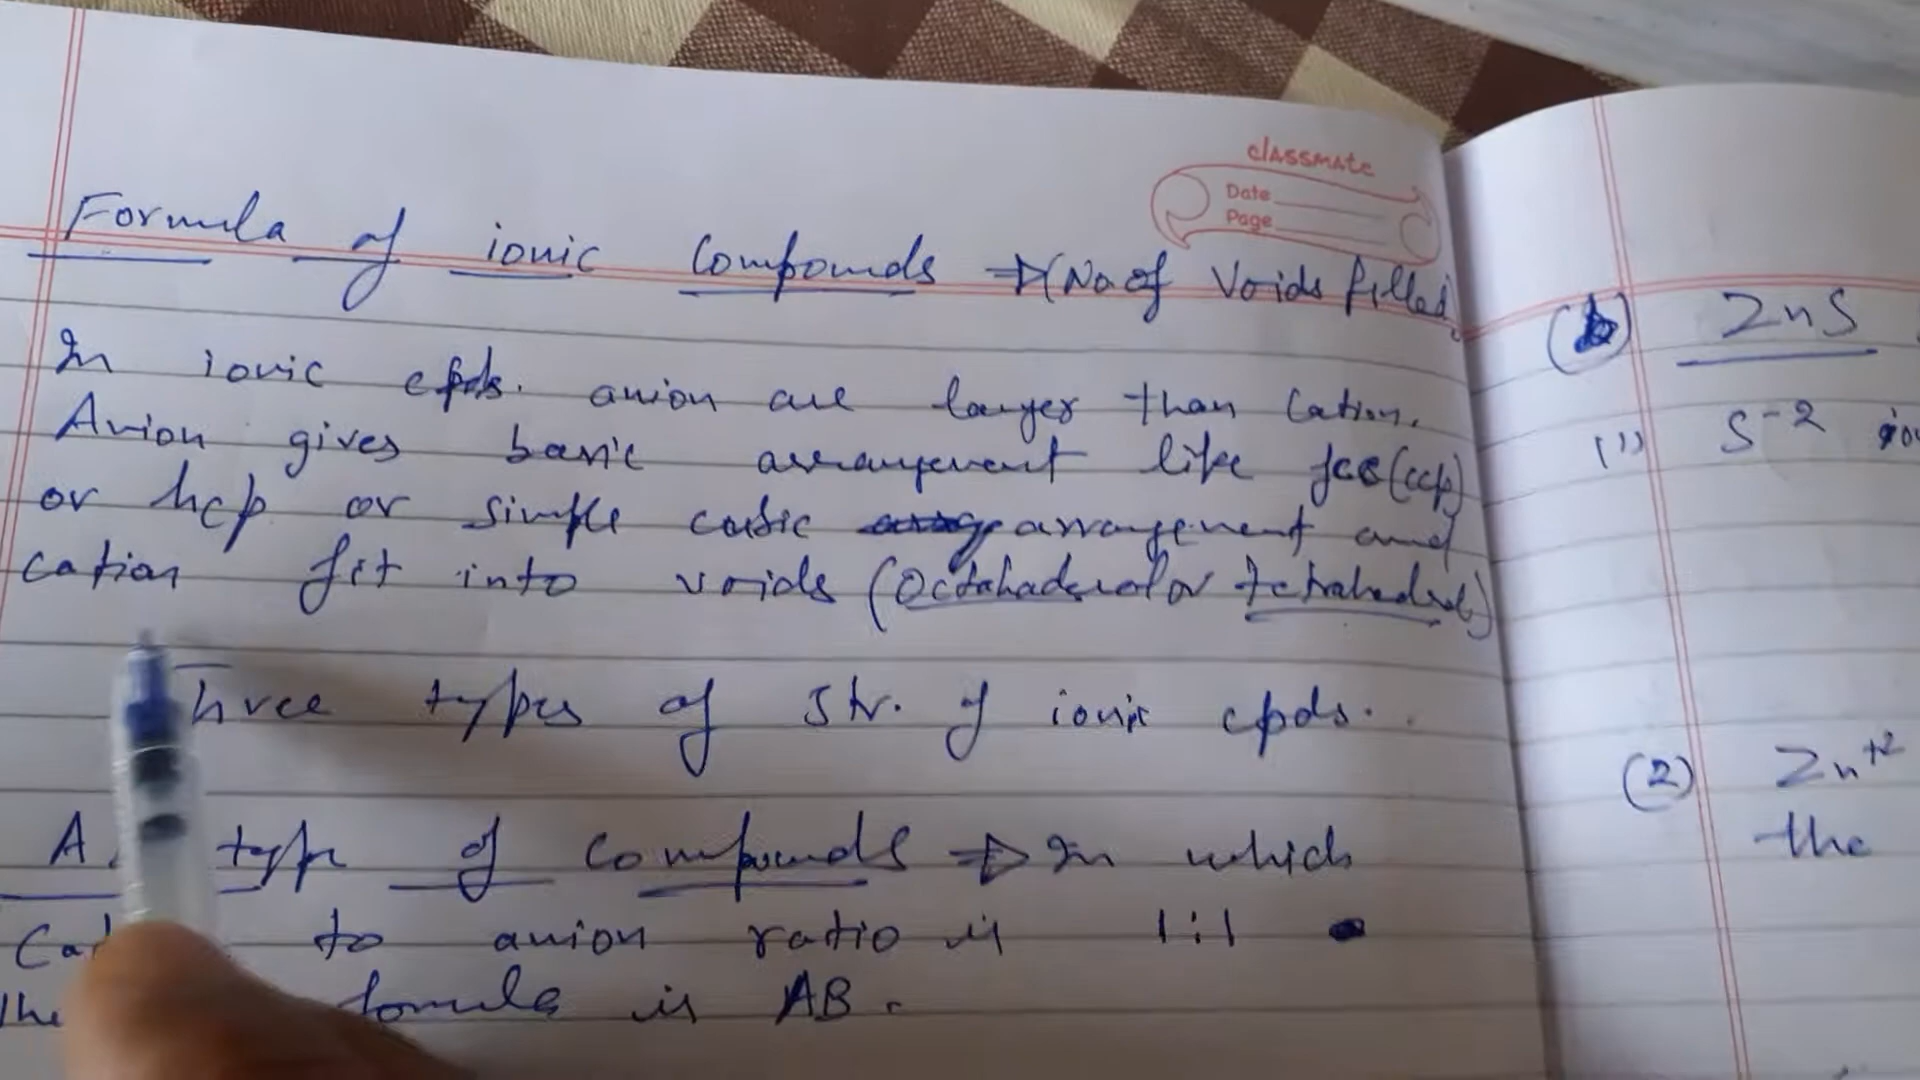 classmate
Date
Page
Formula of ionic Compounds ⇒ (No of Voids filled
In ionic cpds. anion are larger than Cation.
Anion gives basic arrangement like fcc (ccp)
or hcp or simple cubic arrangement and
cation fit into voids (Octahadedral or tetrahedral)
Three types of Str. of ionic cpds.
A type of Compounds ⇒ In which
to anion ratio is 1:1
formula is AB.
(b) ZnS
(1) S-2
(2) Zn+2
the